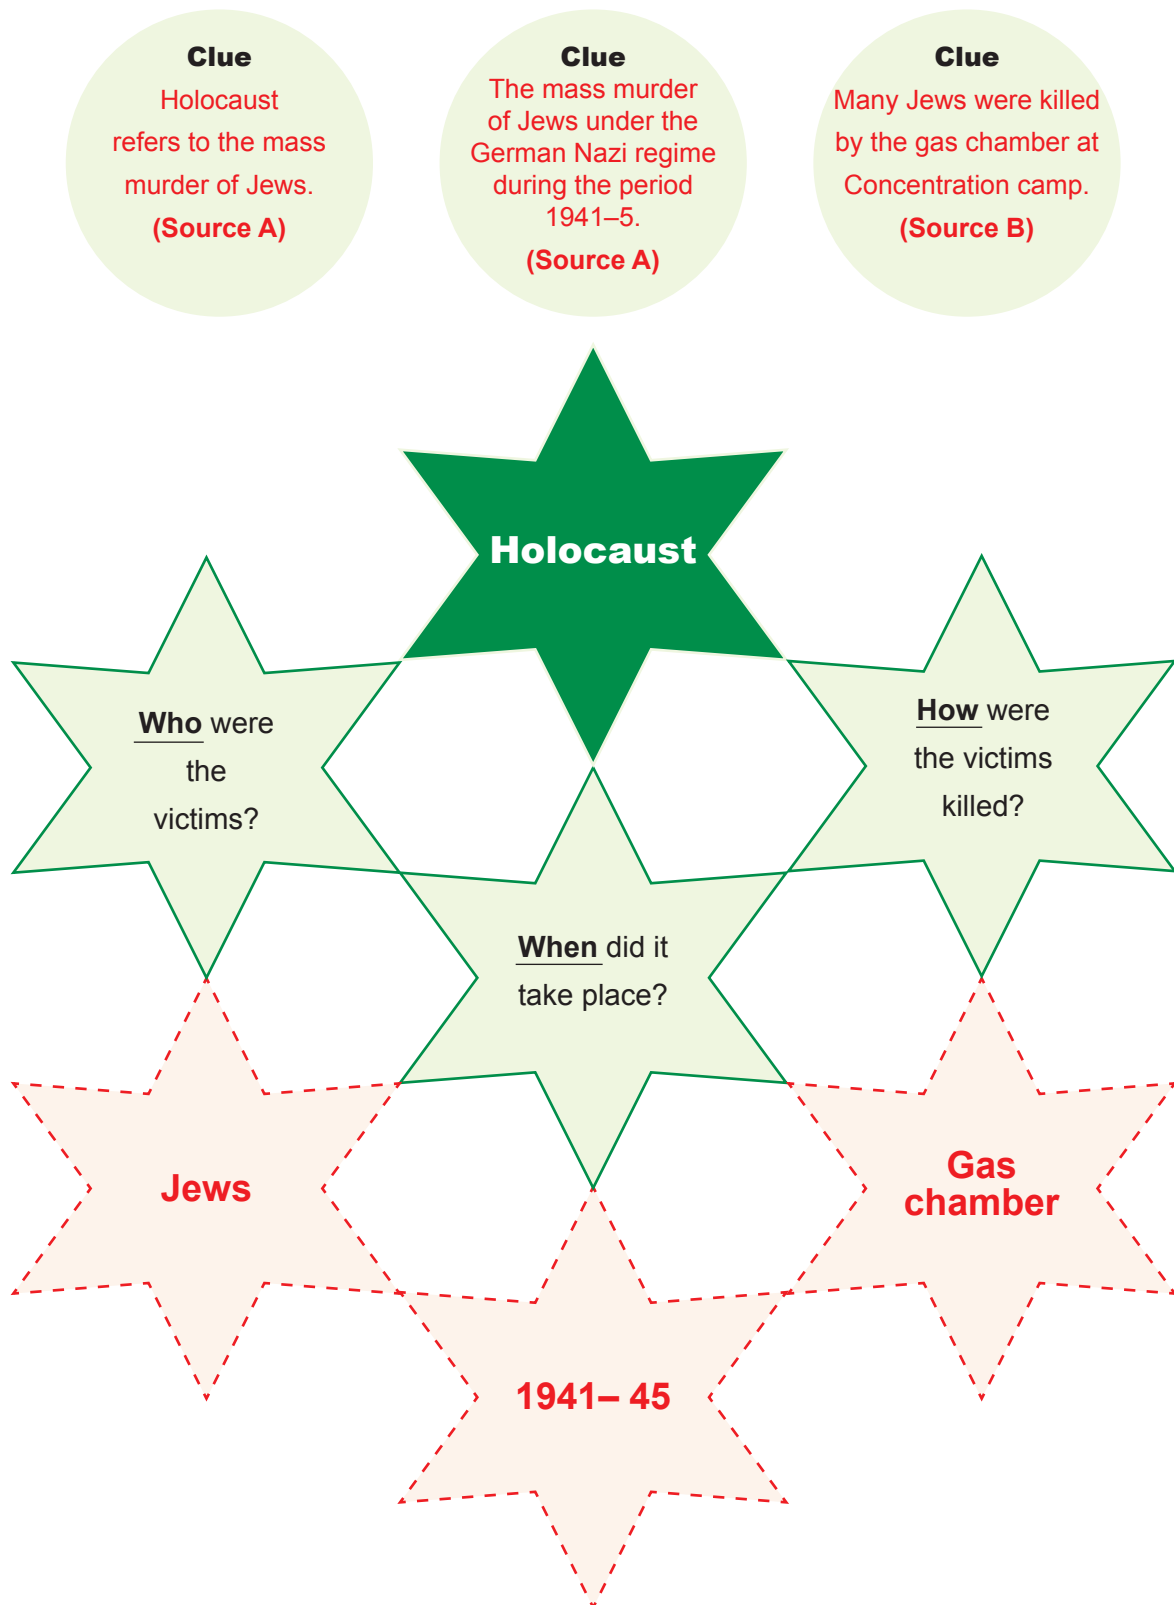 Clue
Holocaust
refers to the mass
murder of Jews.
(Source A)
Clue
The mass murder
of Jews under the
German Nazi regime
during the period
1941–5.
(Source A)
Clue
Many Jews were killed
by the gas chamber at
Concentration camp.
(Source B)
Holocaust
Who were
the
victims?
How were
the victims
killed?
When did it
take place?
Jews
Gas
chamber
1941– 45